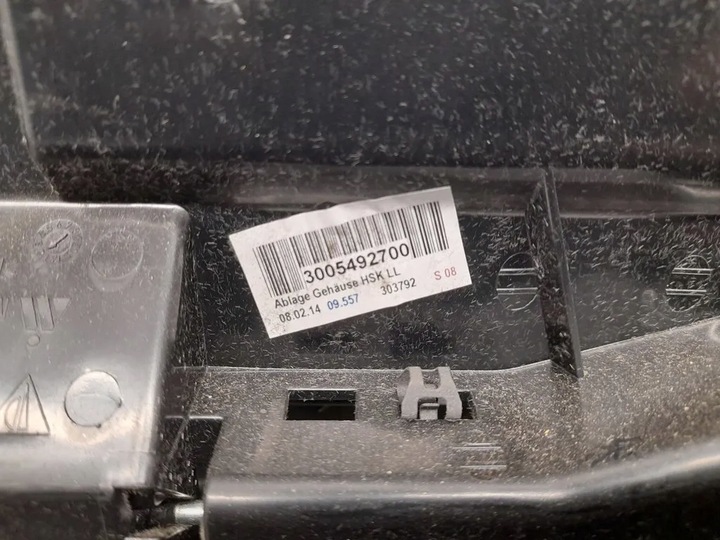 3005492700
Ablage Gehäuse HSK LL
08.02.14 09.557 303792 S 08